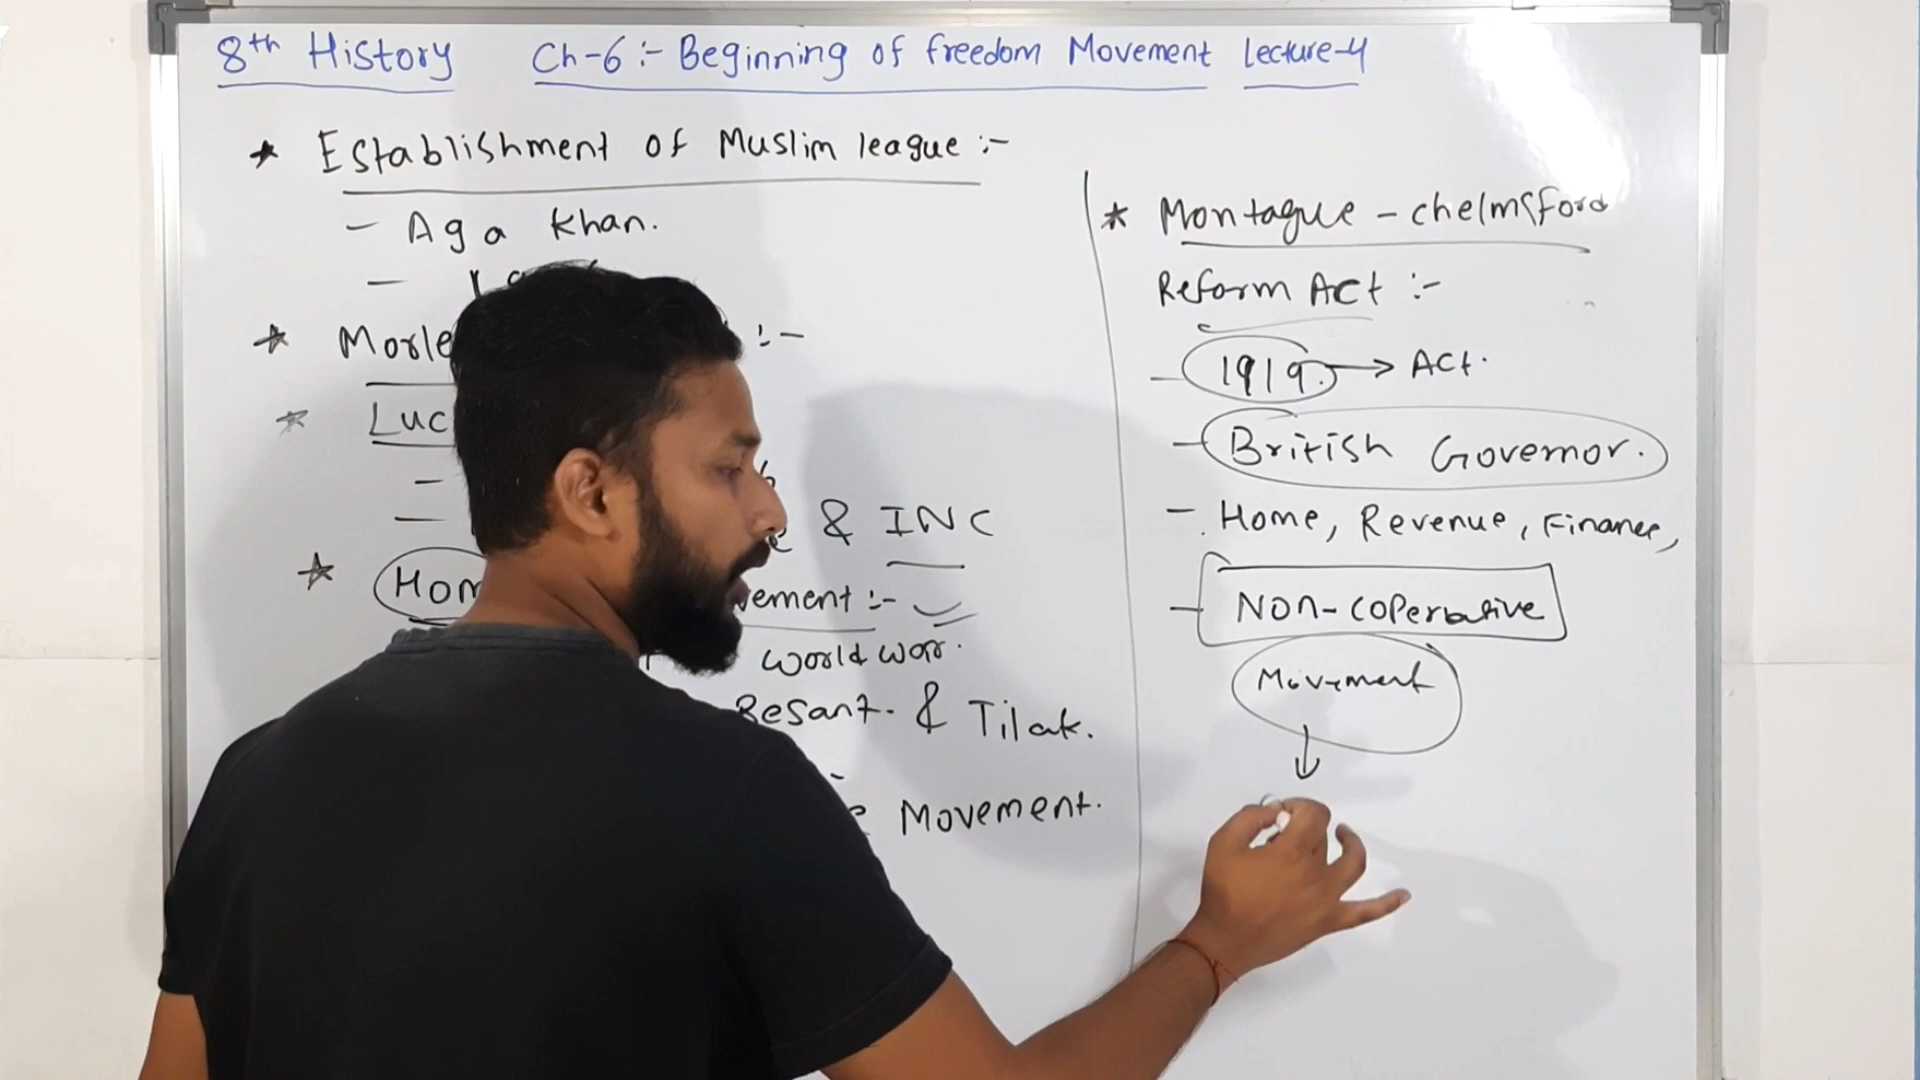 8th History Ch-6 :- Beginning of freedom Movement Lecture-4
★ Establishment of Muslim league :-
- Aga Khan.
-
★ Morle :-
★ Luc
-
- & INC
★ Hom vement :-
World War.
Besant. & Tilak.
-
Movement.
★ Montague - chelmsford
Reform Act :-
- 1919. → Act.
- British Governor.
- Home, Revenue, Finance,
- Non-coperative
Movement
↓